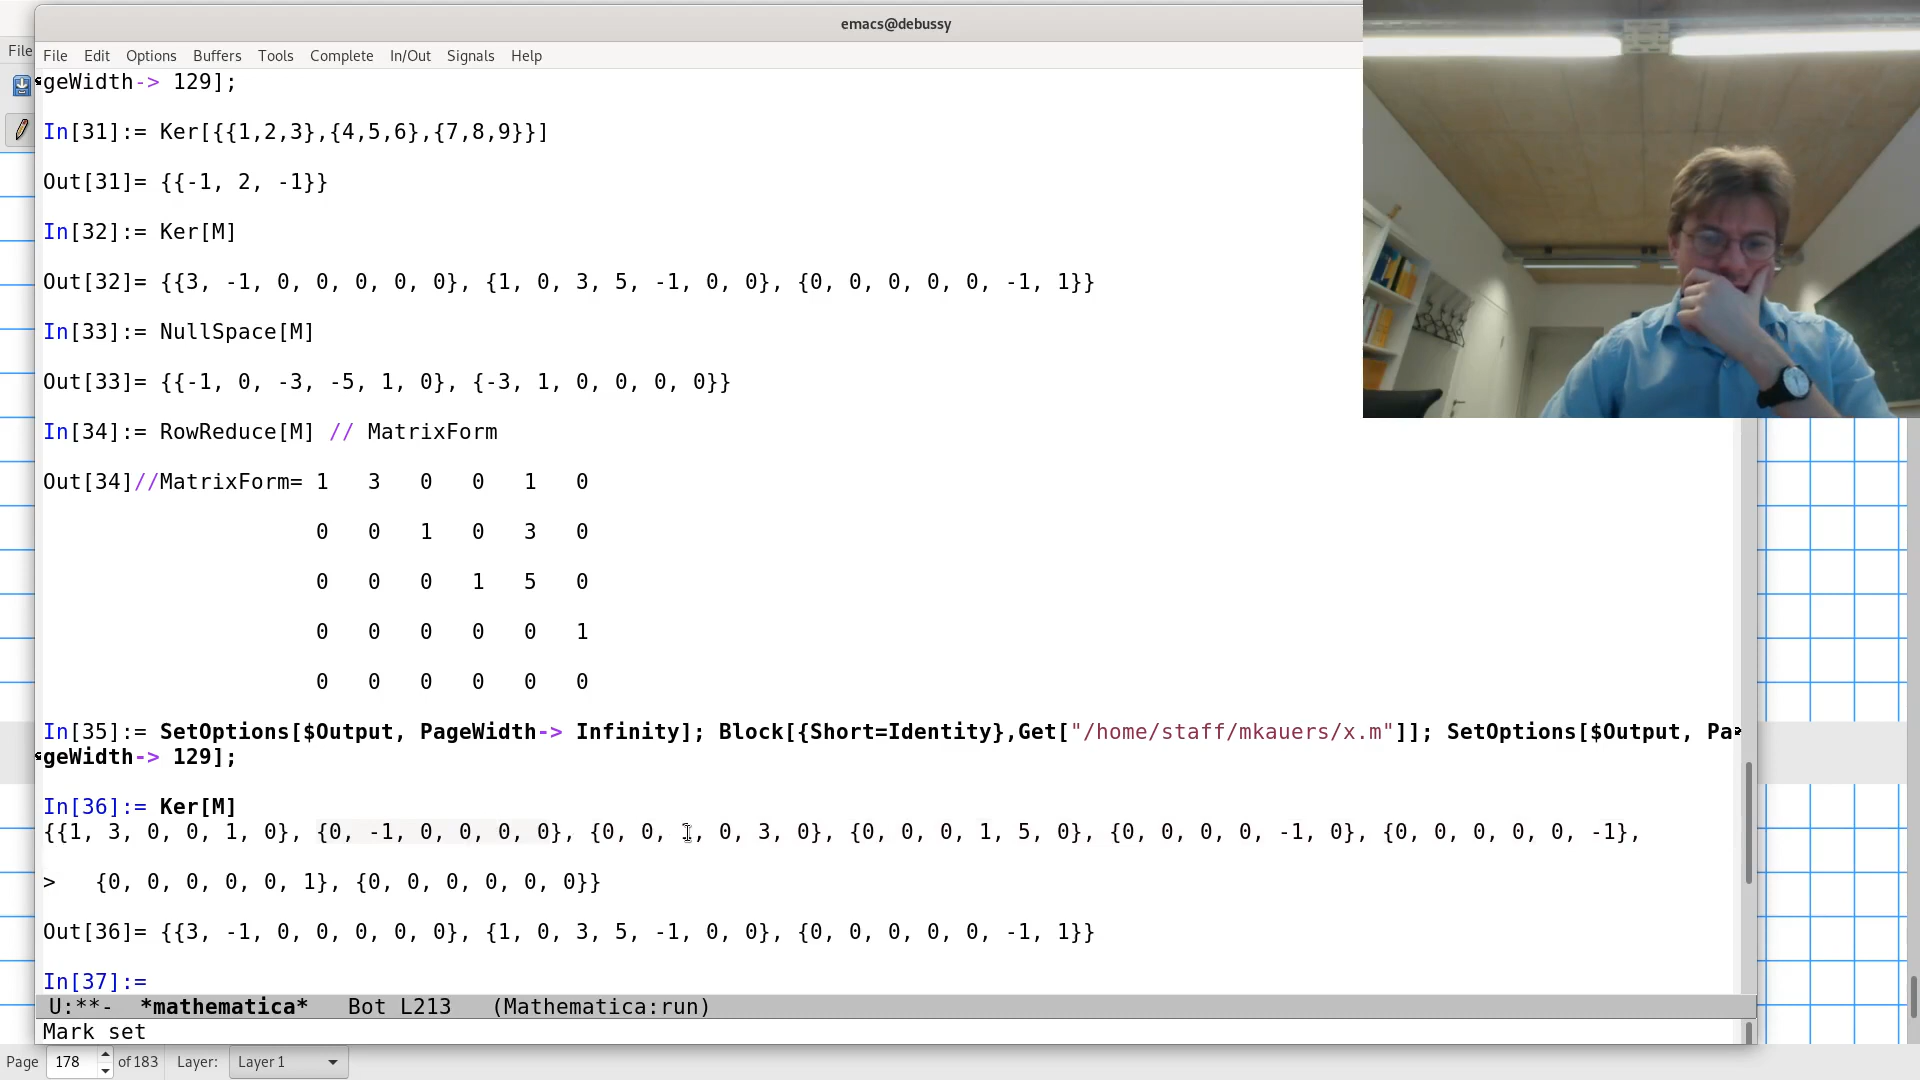 emacs@debussy
File
File Edit Options Buffers Tools Complete In/Out Signals Help
geWidth-> 129];
In[31]:= Ker[{{1,2,3},{4,5,6},{7,8,9}}]
Out[31]= {{-1, 2, -1}}
In[32]:= Ker[M]
Out[32]= {{3, -1, 0, 0, 0, 0, 0}, {1, 0, 3, 5, -1, 0, 0}, {0, 0, 0, 0, 0, -1, 1}}
In[33]:= NullSpace[M]
Out[33]= {{-1, 0, -3, -5, 1, 0}, {-3, 1, 0, 0, 0, 0}}
In[34]:= RowReduce[M] // MatrixForm
Out[34]//MatrixForm= 1 3 0 0 1 0
0 0 1 0 3 0
0 0 0 1 5 0
0 0 0 0 0 1
0 0 0 0 0 0
In[35]:= SetOptions[$Output, PageWidth-> Infinity]; Block[{Short=Identity},Get["/home/staff/mkauers/x.m"]]; SetOptions[$Output, Pa
geWidth-> 129];
In[36]:= Ker[M]
{{1, 3, 0, 0, 1, 0}, {0, -1, 0, 0, 0, 0}, {0, 0, 1, 0, 3, 0}, {0, 0, 0, 1, 5, 0}, {0, 0, 0, 0, -1, 0}, {0, 0, 0, 0, 0, -1},
> {0, 0, 0, 0, 0, 1}, {0, 0, 0, 0, 0, 0}}
Out[36]= {{3, -1, 0, 0, 0, 0, 0}, {1, 0, 3, 5, -1, 0, 0}, {0, 0, 0, 0, 0, -1, 1}}
In[37]:=
U:**- *mathematica* Bot L213 (Mathematica:run)
Mark set
Page 178 of 183 Layer: Layer 1